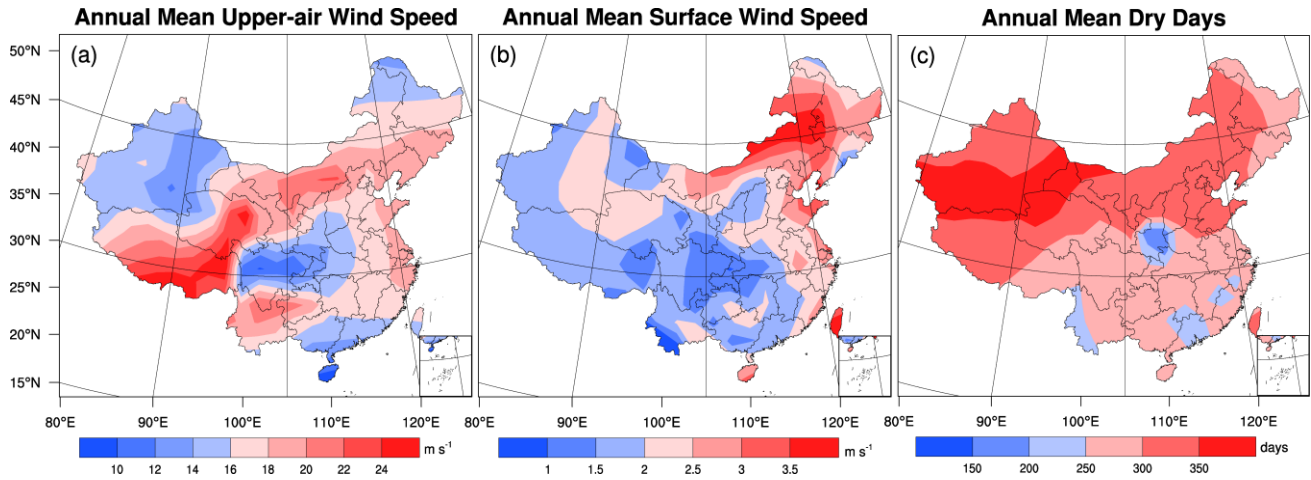 Annual Mean Upper-air Wind Speed
Annual Mean Surface Wind Speed
Annual Mean Dry Days
(a)
(b)
(c)
50°N
45°N
40°N
35°N
30°N
25°N
20°N
15°N
80°E 90°E 100°E 110°E 120°E
80°E 90°E 100°E 110°E 120°E
80°E 90°E 100°E 110°E 120°E
10 12 14 16 18 20 22 24 m s⁻¹
1 1.5 2 2.5 3 3.5 m s⁻¹
150 200 250 300 350 days